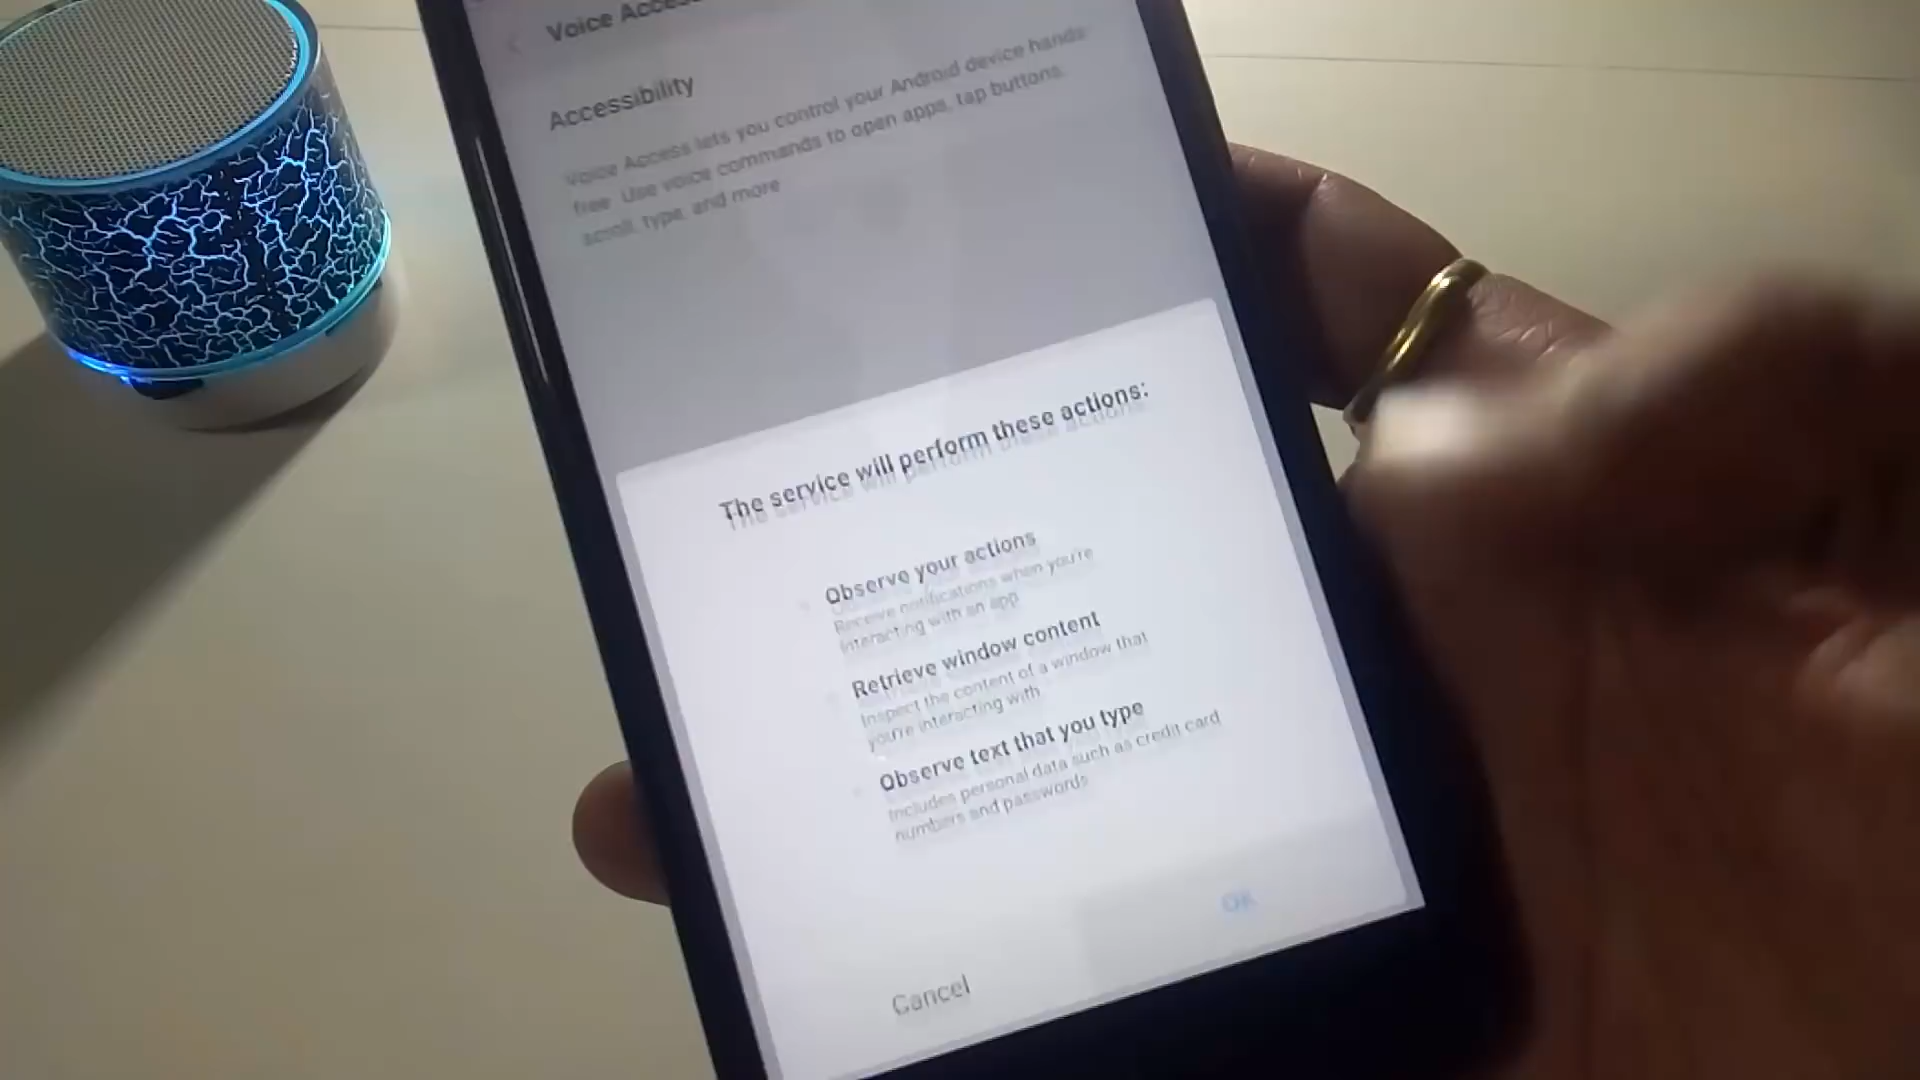 Voice Access
Accessibility
Voice Access lets you control your Android device hands-
free. Use voice commands to open apps, tap buttons,
scroll, type, and more
The service will perform these actions:
Observe your actions
Receive notifications when you're
interacting with an app
Retrieve window content
Inspect the content of a window that
you're interacting with
Observe text that you type
Includes personal data such as credit card
numbers and passwords
OK
Cancel